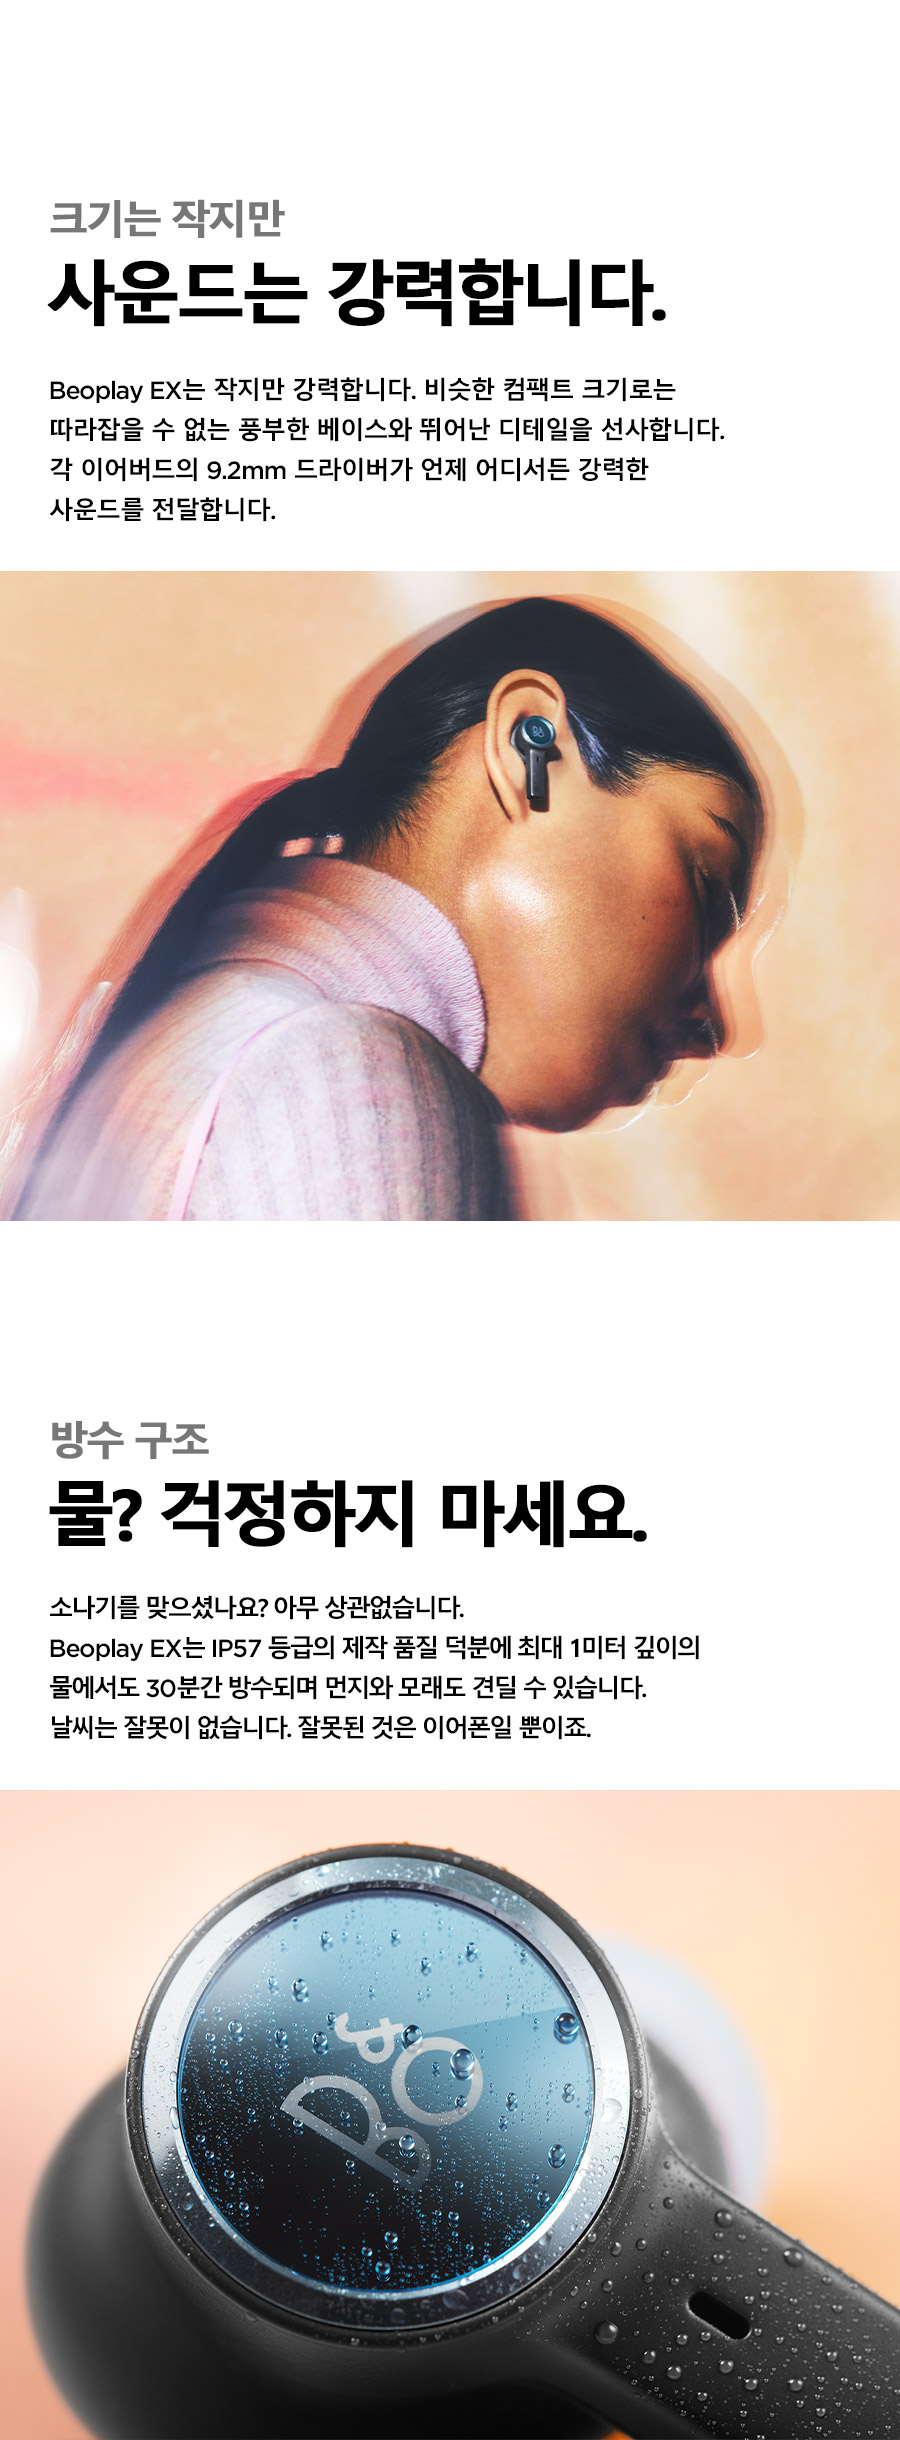 크기는 작지만
사운드는 강력합니다.
Beoplay EX는 작지만 강력합니다. 비슷한 컴팩트 크기로는
따라잡을 수 없는 풍부한 베이스와 뛰어난 디테일을 선사합니다.
각 이어버드의 9.2mm 드라이버가 언제 어디서든 강력한
사운드를 전달합니다.
B&O
방수 구조
물? 걱정하지 마세요.
소나기를 맞으셨나요? 아무 상관없습니다.
Beoplay EX는 IP57 등급의 제작 품질 덕분에 최대 1미터 깊이의
물에서도 30분간 방수되며 먼지와 모래도 견딜 수 있습니다.
날씨는 잘못이 없습니다. 잘못된 것은 이어폰일 뿐이죠.
B&O